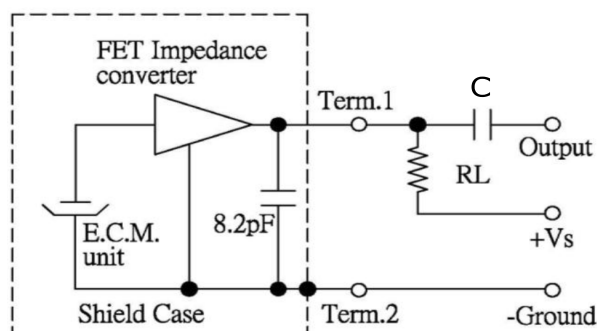 FET Impedance
converter
Term.1
C
Output
RL
8.2pF
E.C.M.
unit
+Vs
Shield Case
Term.2
-Ground